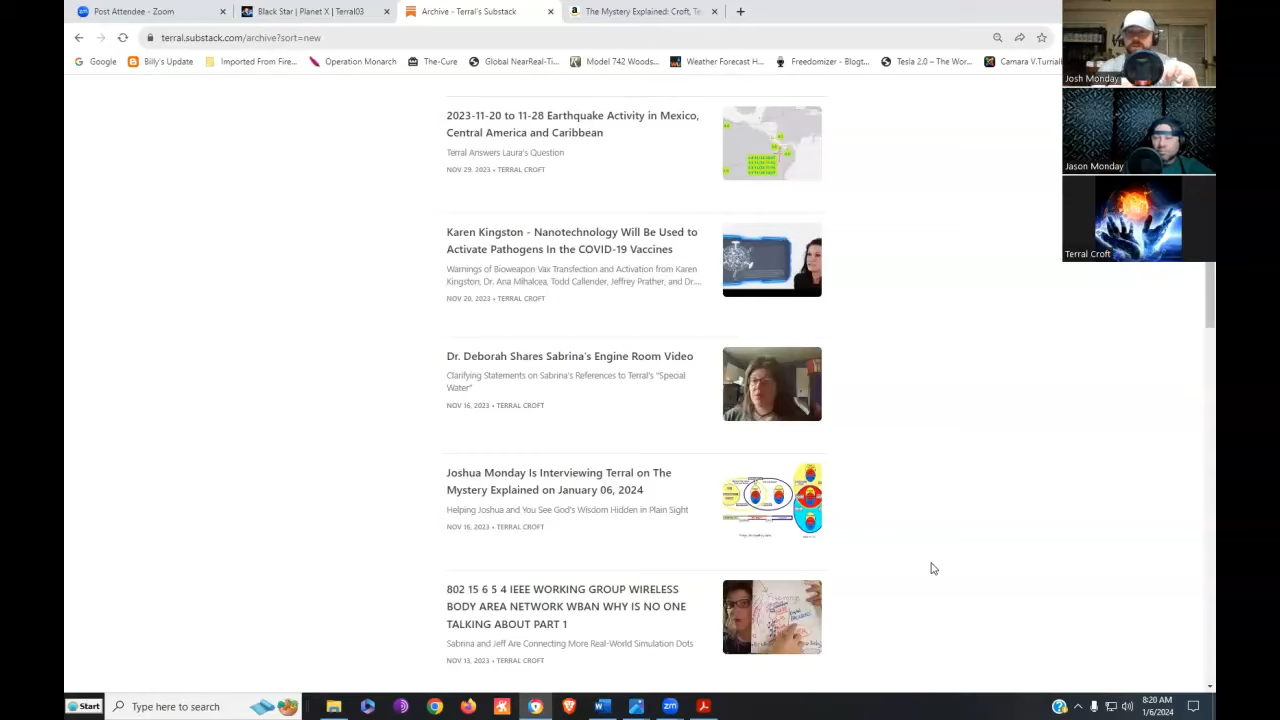 Post Attendee - Zoom
Black Star | Planet X | Terral03
Archive - Terral's Substack
The Mystery Explained: Croft, Te
terral.substack.com/archive?sort=new
Google
Billy's Update
Imported From Fire...
Operation Monarch
The-Cure
Global NearReal-Ti...
Model 742 Woods...
Weather Forecast H...
Freedomizer - Blogt...
Tesla 2.0 – The Wor...
Camara V.Turrialb
2023-11-20 to 11-28 Earthquake Activity in Mexico,
Central America and Caribbean
Terral Answers Laura's Question
NOV 29, 2023 • TERRAL CROFT
Karen Kingston - Nanotechnology Will Be Used to
Activate Pathogens In the COVID-19 Vaccines
Warnings of Bioweapon Vax Transfection and Activation from Karen
Kingston, Dr. Ana Mihalcea, Todd Callender, Jeffrey Prather, and Dr....
NOV 20, 2023 • TERRAL CROFT
Dr. Deborah Shares Sabrina's Engine Room Video
Clarifying Statements on Sabrina's References to Terral's "Special
Water"
NOV 16, 2023 • TERRAL CROFT
Joshua Monday Is Interviewing Terral on The
Mystery Explained on January 06, 2024
Helping Joshua and You See God's Wisdom Hidden in Plain Sight
NOV 16, 2023 • TERRAL CROFT
802 15 6 5 4 IEEE WORKING GROUP WIRELESS
BODY AREA NETWORK WBAN WHY IS NO ONE
TALKING ABOUT PART 1
Sabrina and Jeff Are Connecting More Real-World Simulation Dots
NOV 13, 2023 • TERRAL CROFT
Josh Monday
Jason Monday
Terral Croft
Start
Type here to search
8:20 AM
1/6/2024